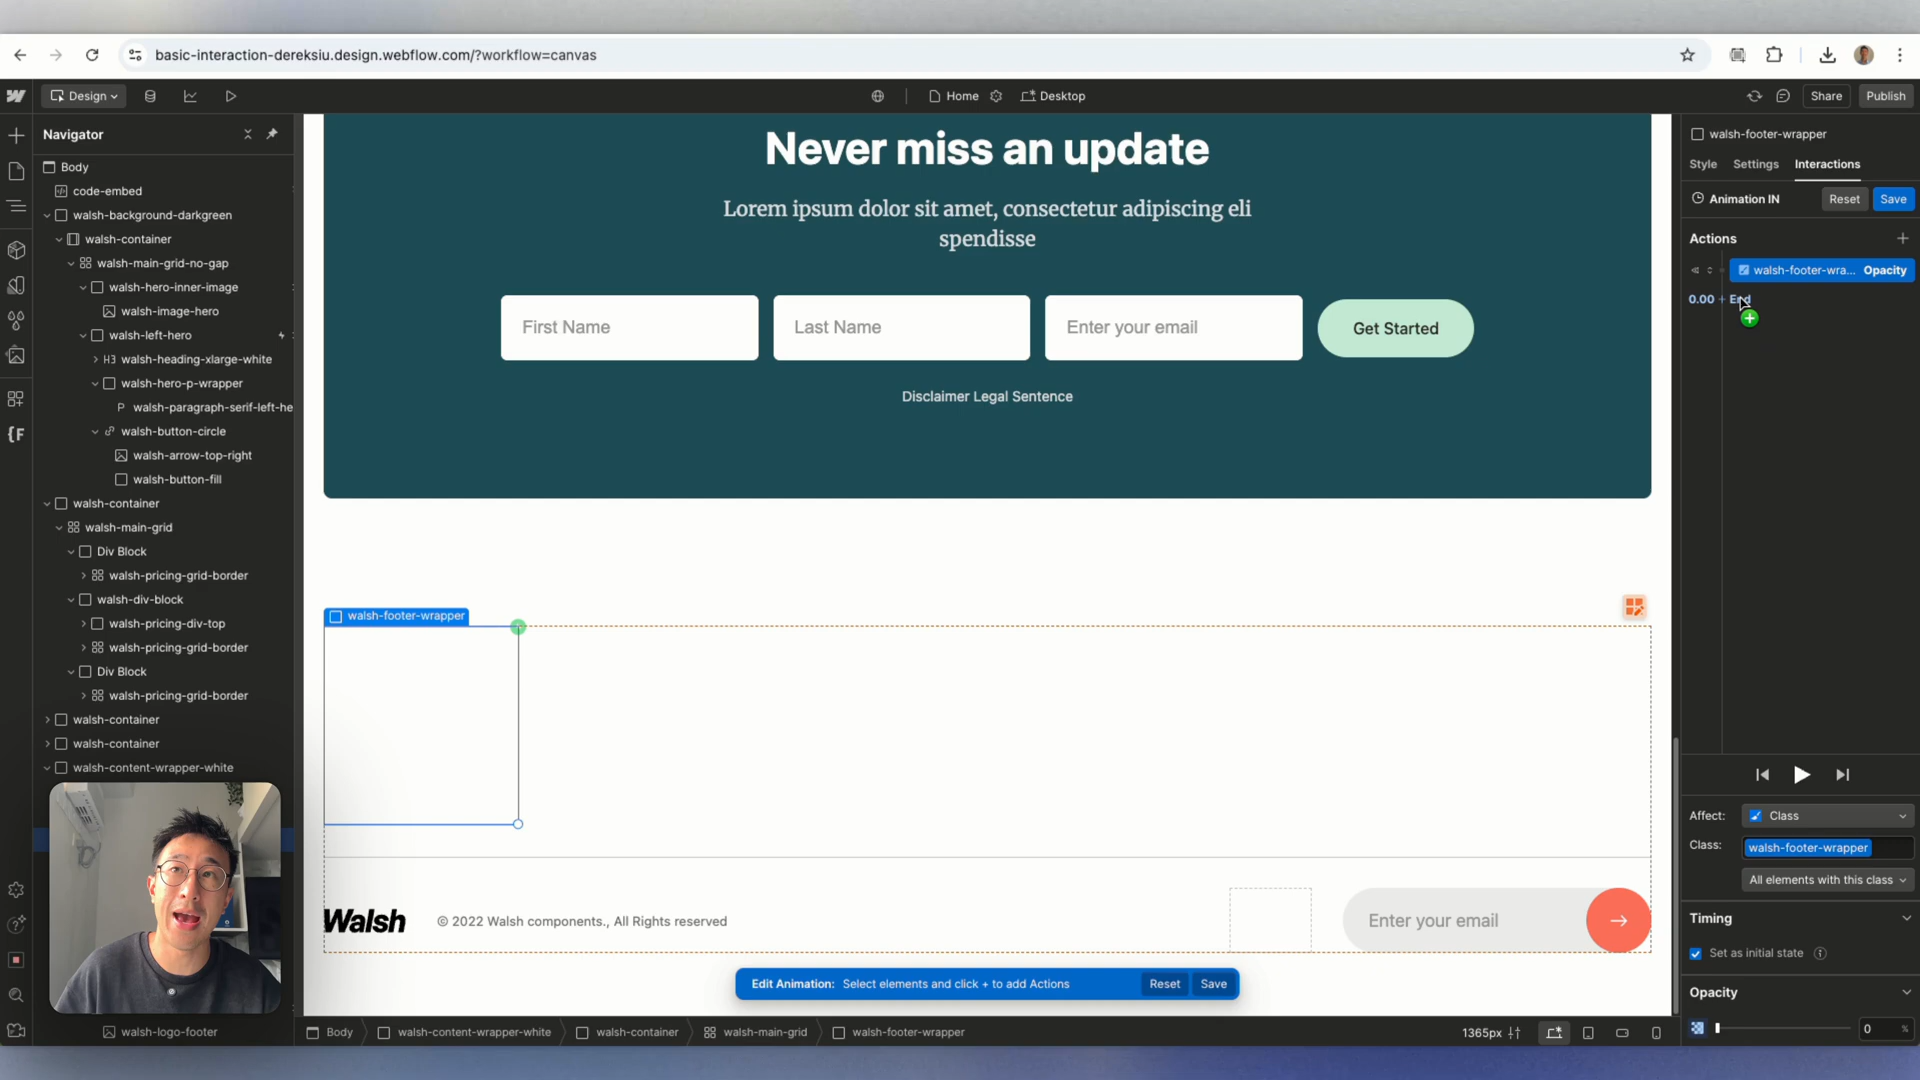 basic-interaction-dereksiu.design.webflow.com/?workflow=canvas
Design
Home
Desktop
Share
Publish
Navigator
Body
code-embed
walsh-background-darkgreen
walsh-container
walsh-main-grid-no-gap
walsh-hero-inner-image
walsh-image-hero
walsh-left-hero
H3 walsh-heading-xlarge-white
walsh-hero-p-wrapper
P walsh-paragraph-serif-left-he
walsh-button-circle
walsh-arrow-top-right
walsh-button-fill
walsh-container
walsh-main-grid
Div Block
walsh-pricing-grid-border
walsh-div-block
walsh-pricing-div-top
walsh-pricing-grid-border
Div Block
walsh-pricing-grid-border
walsh-container
walsh-container
walsh-content-wrapper-white
walsh-logo-footer
Never miss an update
Lorem ipsum dolor sit amet, consectetur adipiscing eli
spendisse
First Name
Last Name
Enter your email
Get Started
Disclaimer Legal Sentence
walsh-footer-wrapper
Walsh
© 2022 Walsh components., All Rights reserved
Enter your email
Edit Animation: Select elements and click + to add Actions
Reset
Save
Body
walsh-content-wrapper-white
walsh-container
walsh-main-grid
walsh-footer-wrapper
1365px
walsh-footer-wrapper
Style
Settings
Interactions
Animation IN
Reset
Save
Actions
walsh-footer-wra... Opacity
0.00 + End
Affect: Class
Class: walsh-footer-wrapper
All elements with this class
Timing
Set as initial state
Opacity
0 %